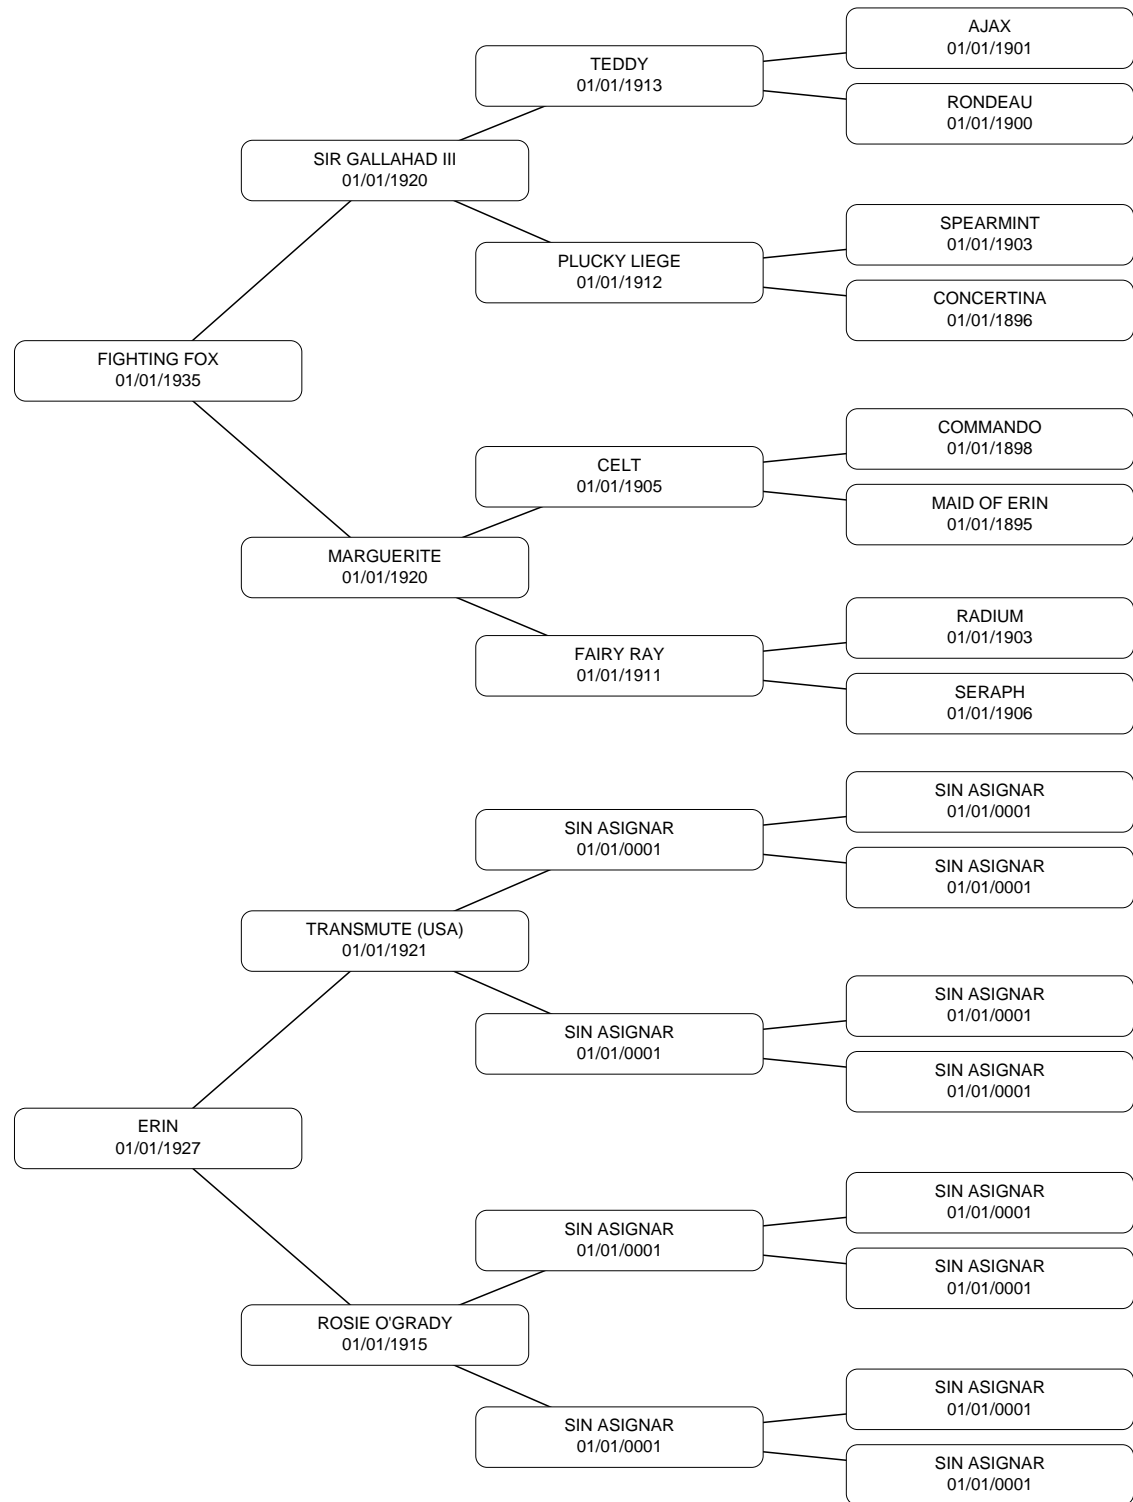 AJAX
01/01/1901
TEDDY
01/01/1913
RONDEAU
01/01/1900
SIR GALLAHAD III
01/01/1920
SPEARMINT
01/01/1903
PLUCKY LIEGE
01/01/1912
CONCERTINA
01/01/1896
FIGHTING FOX
01/01/1935
COMMANDO
01/01/1898
CELT
01/01/1905
MAID OF ERIN
01/01/1895
MARGUERITE
01/01/1920
RADIUM
01/01/1903
FAIRY RAY
01/01/1911
SERAPH
01/01/1906
SIN ASIGNAR
01/01/0001
SIN ASIGNAR
01/01/0001
SIN ASIGNAR
01/01/0001
TRANSMUTE (USA)
01/01/1921
SIN ASIGNAR
01/01/0001
SIN ASIGNAR
01/01/0001
SIN ASIGNAR
01/01/0001
ERIN
01/01/1927
SIN ASIGNAR
01/01/0001
SIN ASIGNAR
01/01/0001
SIN ASIGNAR
01/01/0001
ROSIE O'GRADY
01/01/1915
SIN ASIGNAR
01/01/0001
SIN ASIGNAR
01/01/0001
SIN ASIGNAR
01/01/0001